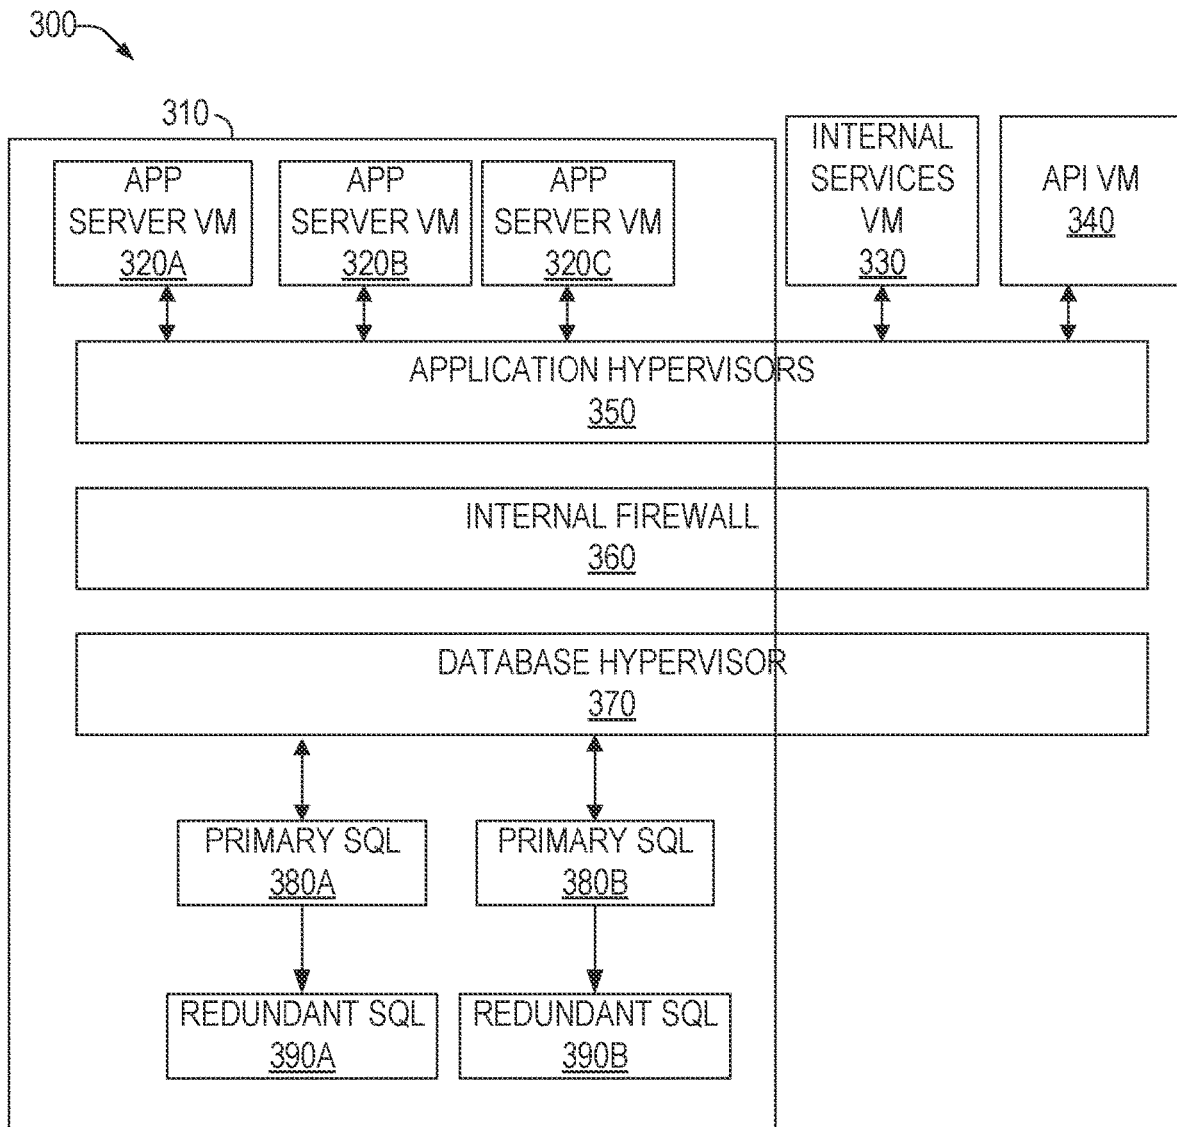 300
310
APP
SERVER VM
320A
APP
SERVER VM
320B
APP
SERVER VM
320C
INTERNAL
SERVICES
VM
330
API VM
340
APPLICATION HYPERVISORS
350
INTERNAL FIREWALL
360
DATABASE HYPERVISOR
370
PRIMARY SQL
380A
PRIMARY SQL
380B
REDUNDANT SQL
390A
REDUNDANT SQL
390B